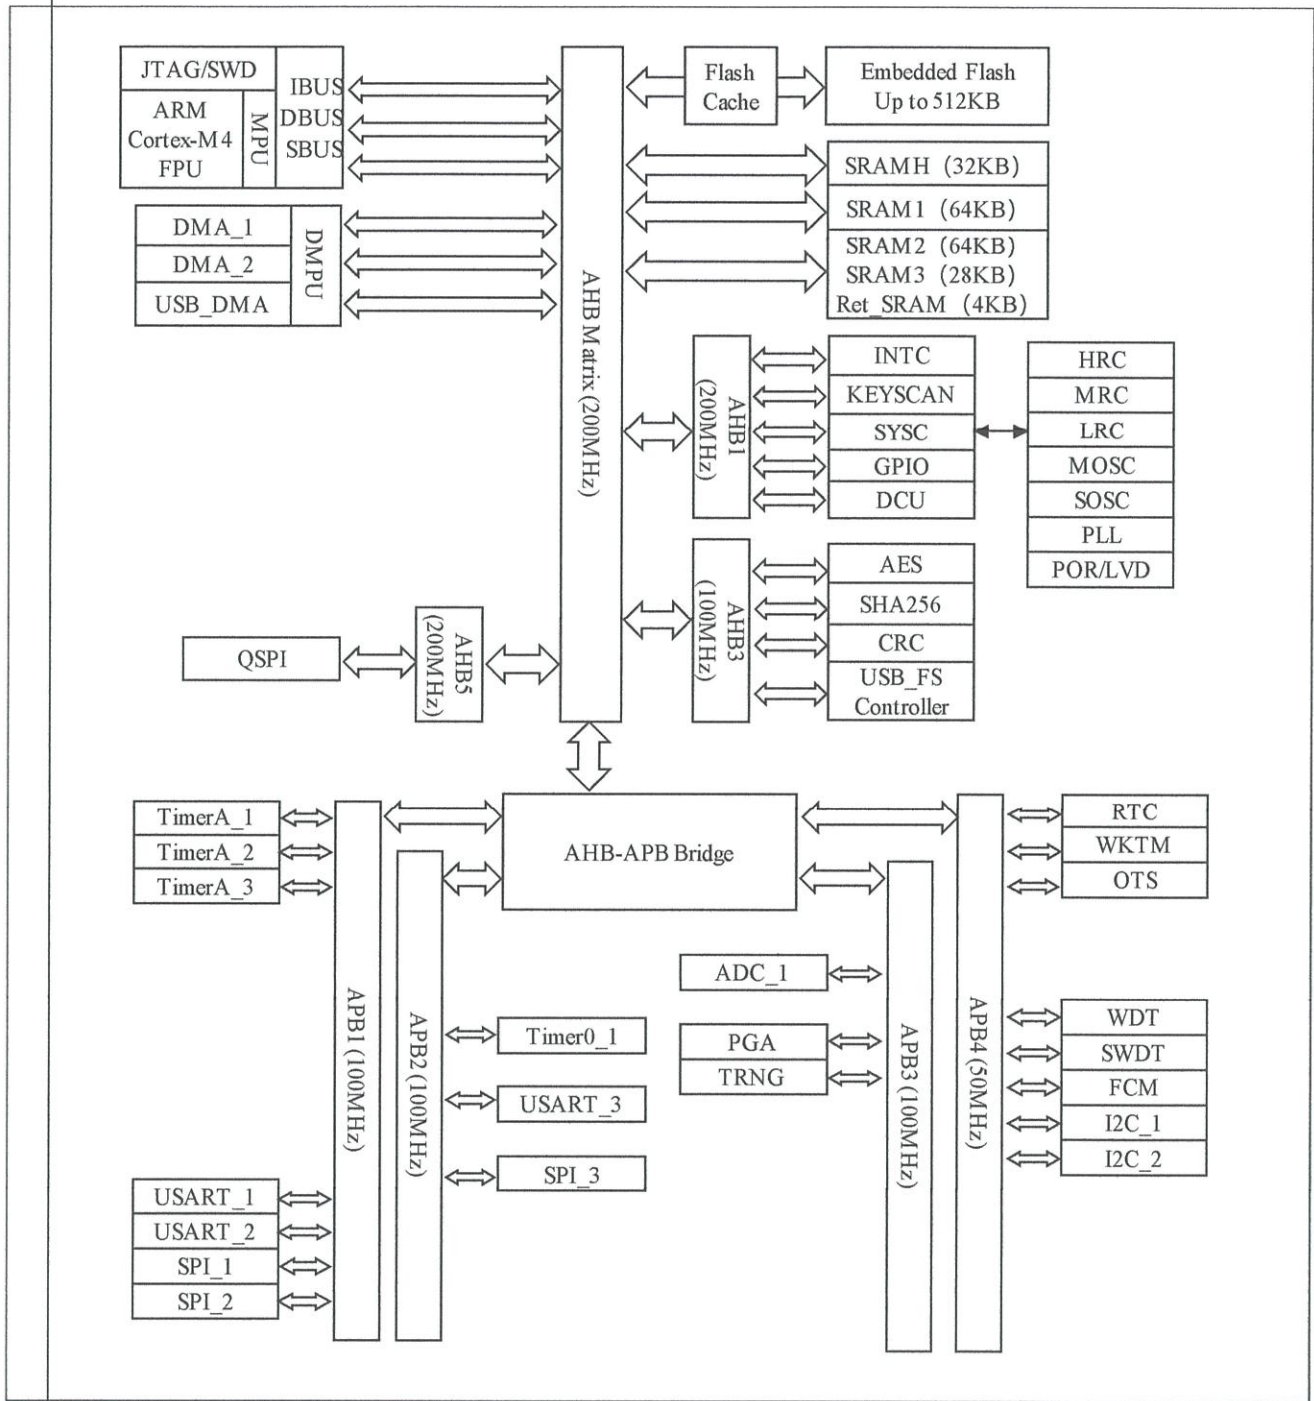 JTAG/SWD
ARM
Cortex-M4
FPU
MPU
IBUS
DBUS
SBUS
DMA_1
DMA_2
USB_DMA
DMPU
AHB Matrix (200MHz)
Flash
Cache
Embedded Flash
Up to 512KB
SRAMH (32KB)
SRAM1 (64KB)
SRAM2 (64KB)
SRAM3 (28KB)
Ret_SRAM (4KB)
AHB1
(200MHz)
INTC
KEYSCAN
SYSC
GPIO
DCU
HRC
MRC
LRC
MOSC
SOSC
PLL
POR/LVD
AHB3
(100MHz)
AES
SHA256
CRC
USB_FS
Controller
QSPI
AHB5
(200MHz)
AHB-APB Bridge
TimerA_1
TimerA_2
TimerA_3
USART_1
USART_2
SPI_1
SPI_2
APB1 (100MHz)
APB2 (100MHz)
Timer0_1
USART_3
SPI_3
ADC_1
PGA
TRNG
APB3 (100MHz)
APB4 (50MHz)
RTC
WKTM
OTS
WDT
SWDT
FCM
I2C_1
I2C_2